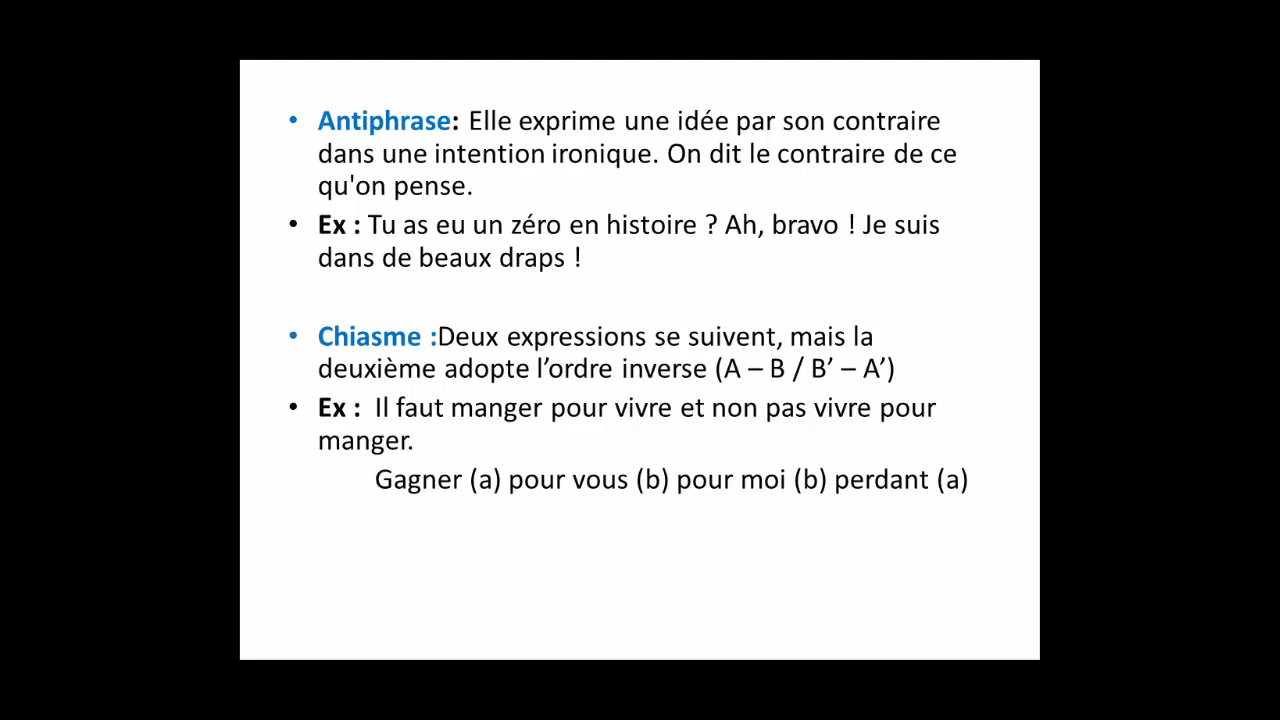 • Antiphrase: Elle exprime une idée par son contraire
dans une intention ironique. On dit le contraire de ce
qu'on pense.
• Ex : Tu as eu un zéro en histoire ? Ah, bravo ! Je suis
dans de beaux draps !
• Chiasme :Deux expressions se suivent, mais la
deuxième adopte l’ordre inverse (A – B / B’ – A’)
• Ex : Il faut manger pour vivre et non pas vivre pour
manger.
Gagner (a) pour vous (b) pour moi (b) perdant (a)